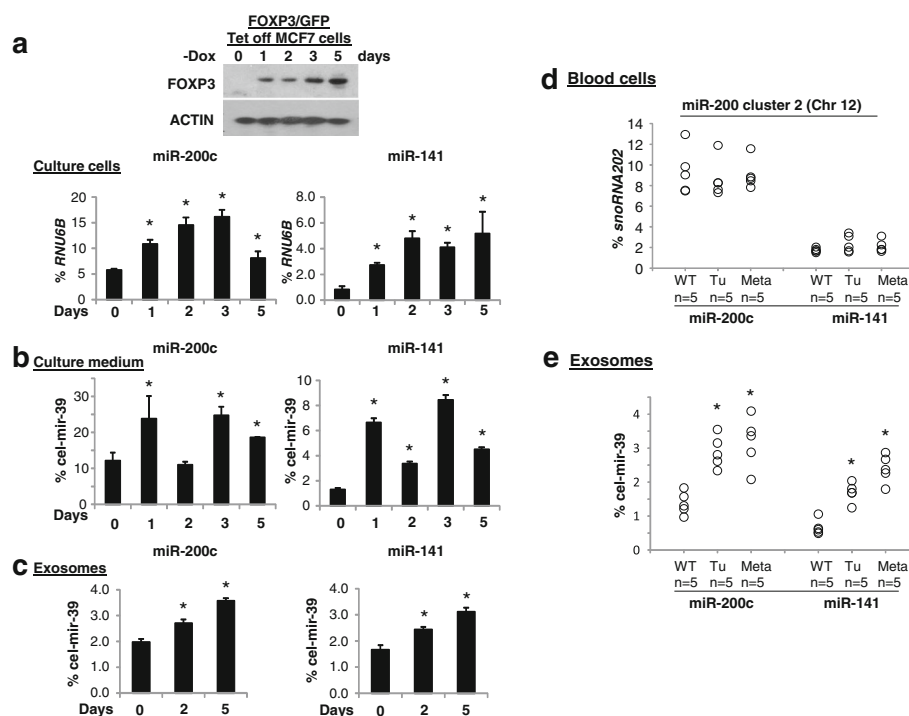 a
FOXP3/GFP
Tet off MCF7 cells
-Dox 0 1 2 3 5 days
FOXP3
ACTIN
miR-200c miR-141
Culture cells
% RNU6B
20
15
10
5
0
Days 0 1 2 3 5
% RNU6B
8.0
6.0
4.0
2.0
0.0
0 1 2 3 5
* * * *
* * * *
b
miR-200c miR-141
Culture medium
% cel-mir-39
30
20
10
0
Days 0 1 2 3 5
* * *
% cel-mir-39
10
8
6
4
2
0
0 1 2 3 5
* * * *
miR-200c miR-141
c Exosomes
% cel-mir-39
4.0
3.0
2.0
1.0
0.0
Days 0 2 5
* *
% cel-mir-39
4.0
3.0
2.0
1.0
0.0
0 2 5
* *
d Blood cells
miR-200 cluster 2 (Chr 12)
% snoRNA202
14
12
10
8
6
4
2
0
WT Tu Meta WT Tu Meta
n=5 n=5 n=5 n=5 n=5 n=5
miR-200c miR-141
e Exosomes
% cel-mir-39
4
3
2
1
0
* * * *
WT Tu Meta WT Tu Meta
n=5 n=5 n=5 n=5 n=5 n=5
miR-200c miR-141